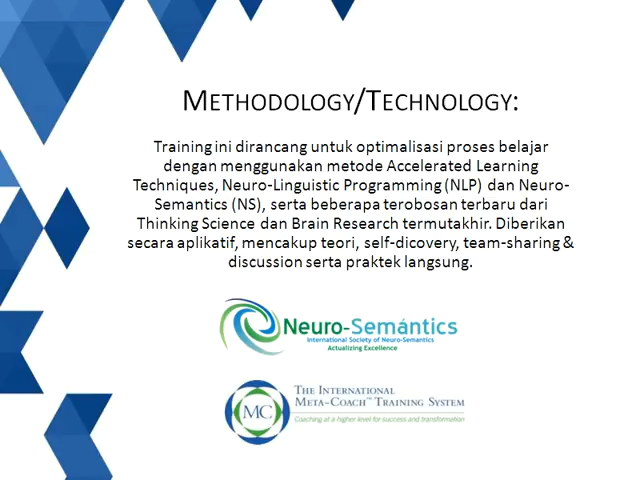 METHODOLOGY/TECHNOLOGY:
Training ini dirancang untuk optimalisasi proses belajar
dengan menggunakan metode Accelerated Learning
Techniques, Neuro-Linguistic Programming (NLP) dan Neuro-
Semantics (NS), serta beberapa terobosan terbaru dari
Thinking Science dan Brain Research termutakhir. Diberikan
secara aplikatif, mencakup teori, self-dicovery, team-sharing &
discussion serta praktek langsung.
Neuro-Semántics
International Society of Neuro-Semantics
Actualizing Excellence
MC
THE INTERNATIONAL
META-COACH™ TRAINING SYSTEM
Coaching at a higher level for success and transformation